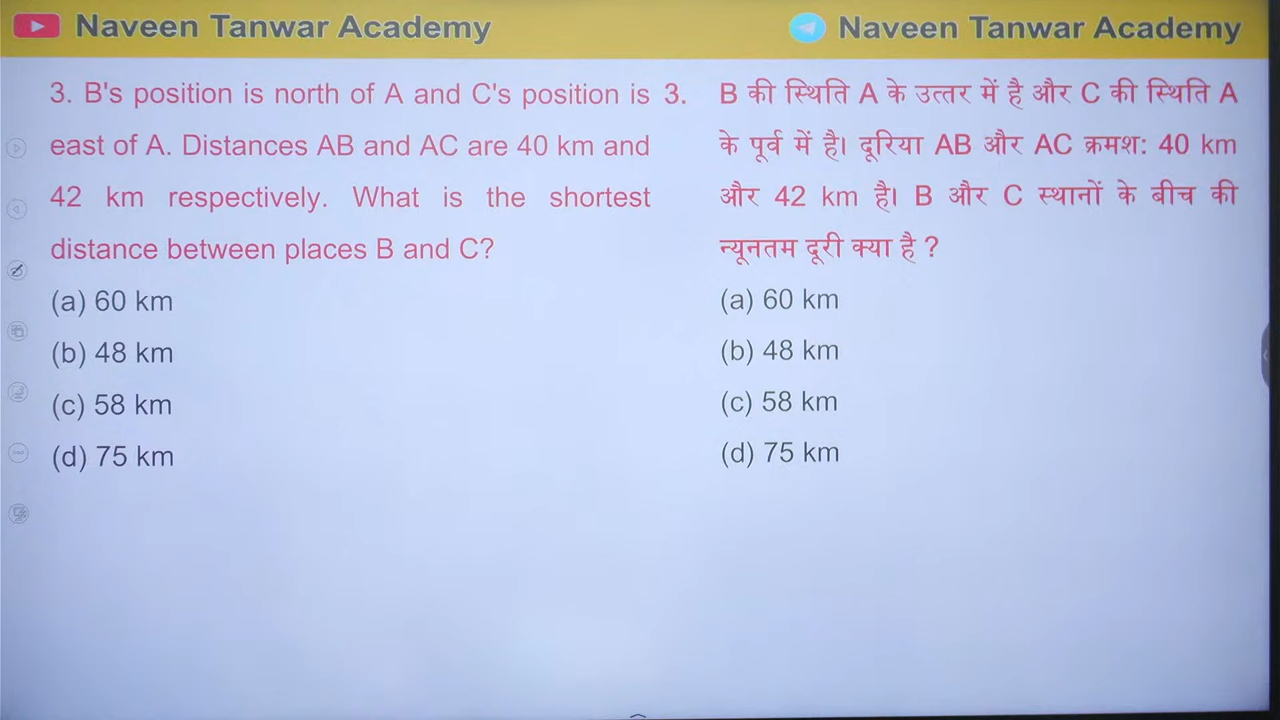 Naveen Tanwar Academy
Naveen Tanwar Academy
3. B's position is north of A and C's position is
east of A. Distances AB and AC are 40 km and
42 km respectively. What is the shortest
distance between places B and C?
(a) 60 km
(b) 48 km
(c) 58 km
(d) 75 km
3. B की स्थिति A के उत्तर में है और C की स्थिति A
के पूर्व में है। दूरिया AB और AC क्रमश: 40 km
और 42 km है। B और C स्थानों के बीच की
न्यूनतम दूरी क्या है ?
(a) 60 km
(b) 48 km
(c) 58 km
(d) 75 km